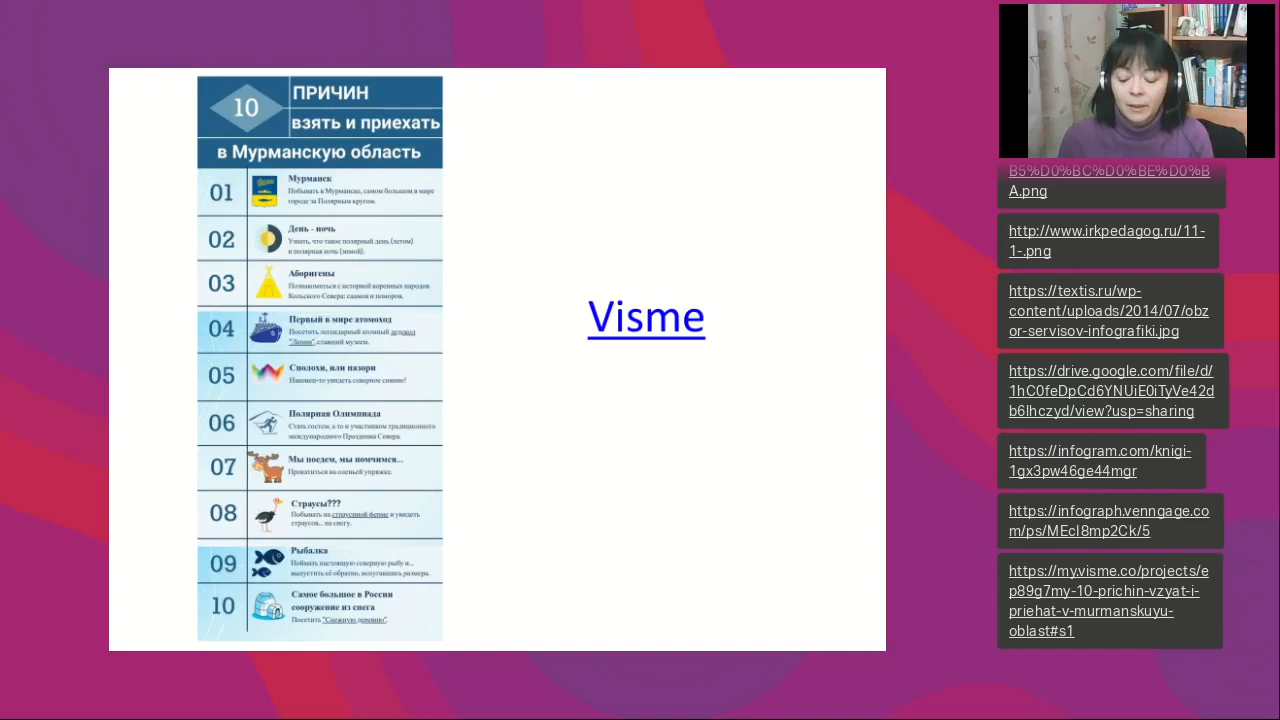 10
ПРИЧИН
взять и приехать
в Мурманскую область
01
Мурманск
Побывать в Мурманске, самом большом в мире
городе за Полярным кругом.
02
День - ночь
Узнать, что такое полярный день (летом)
и полярная ночь (зимой).
03
Аборигены
Познакомиться с историей коренных народов
Кольского Севера: саамов и поморов.
04
Первый в мире атомоход
Посетить легендарный атомный ледокол
"Ленин", ставший музеем.
05
Сполохи, или пазори
Наконец-то увидеть северное сияние!
06
Полярная Олимпиада
Стать гостем, а то и участником традиционного
международного Праздника Севера.
07
Мы поедем, мы помчимся...
Прокатиться на оленьей упряжке.
08
Страусы???
Побывать на страусиной ферме и увидеть
страусов... на снегу.
09
Рыбалка
Поймать настоящую северную рыбу и...
выпустить её обратно, испугавшись размера.
10
Самое большое в России
сооружение из снега
Посетить "Снежную деревню".
Visme
B5%D0%BC%D0%BE%D0%B
A.png
http://www.irkpedagog.ru/11-
1-.png
https://textis.ru/wp-
content/uploads/2014/07/obz
or-servisov-infografiki.jpg
https://drive.google.com/file/d/
1hC0feDpCd6YNUiE0iTyVe42d
b6lhczyd/view?usp=sharing
https://infogram.com/knigi-
1gx3pw46ge44mgr
https://infograph.venngage.co
m/ps/MEcI8mp2Ck/5
https://my.visme.co/projects/e
p89g7my-10-prichin-vzyat-i-
priehat-v-murmanskuyu-
oblast#s1